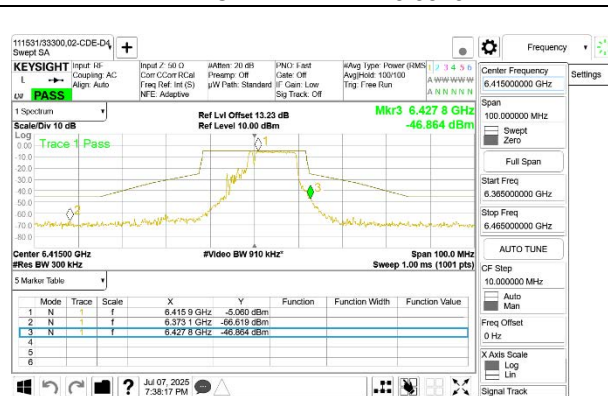 111531/33300,02-CDE-D4
Swept SA
Frequency
Settings
KEYSIGHT
L
LXI PASS
Input: RF
Coupling: AC
Align: Auto
Input Z: 50 Ω
Corr CCorr RCal
Freq Ref: Int (S)
NFE: Adaptive
#Atten: 20 dB
Preamp: Off
µW Path: Standard
PNO: Fast
Gate: Off
IF Gain: Low
Sig Track: Off
#Avg Type: Power (RMS
Avg|Hold: 100/100
Trig: Free Run
1 2 3 4 5 6
A W W W W W
A N N N N N
1 Spectrum
Scale/Div 10 dB
Ref Lvl Offset 13.23 dB
Ref Level 10.00 dBm
Mkr3 6.427 8 GHz
-46.864 dBm
Log
Trace 1 Pass
0.00
-10.0
-20.0
-30.0
-40.0
-50.0
-60.0
-70.0
-80.0
1
2
3
Center 6.41500 GHz
#Res BW 300 kHz
#Video BW 910 kHz*
Span 100.0 MHz
Sweep 1.00 ms (1001 pts)
5 Marker Table
Mode Trace Scale X Y Function Function Width Function Value
1 N 1 f 6.415 9 GHz -5.060 dBm
2 N 1 f 6.373 1 GHz -66.619 dBm
3 N 1 f 6.427 8 GHz -46.864 dBm
4
5
6
Jul 07, 2025
7:38:17 PM
Center Frequency
6.415000000 GHz
Span
100.000000 MHz
Swept
Zero
Full Span
Start Freq
6.365000000 GHz
Stop Freq
6.465000000 GHz
AUTO TUNE
CF Step
10.000000 MHz
Auto
Man
Freq Offset
0 Hz
X Axis Scale
Log
Lin
Signal Track